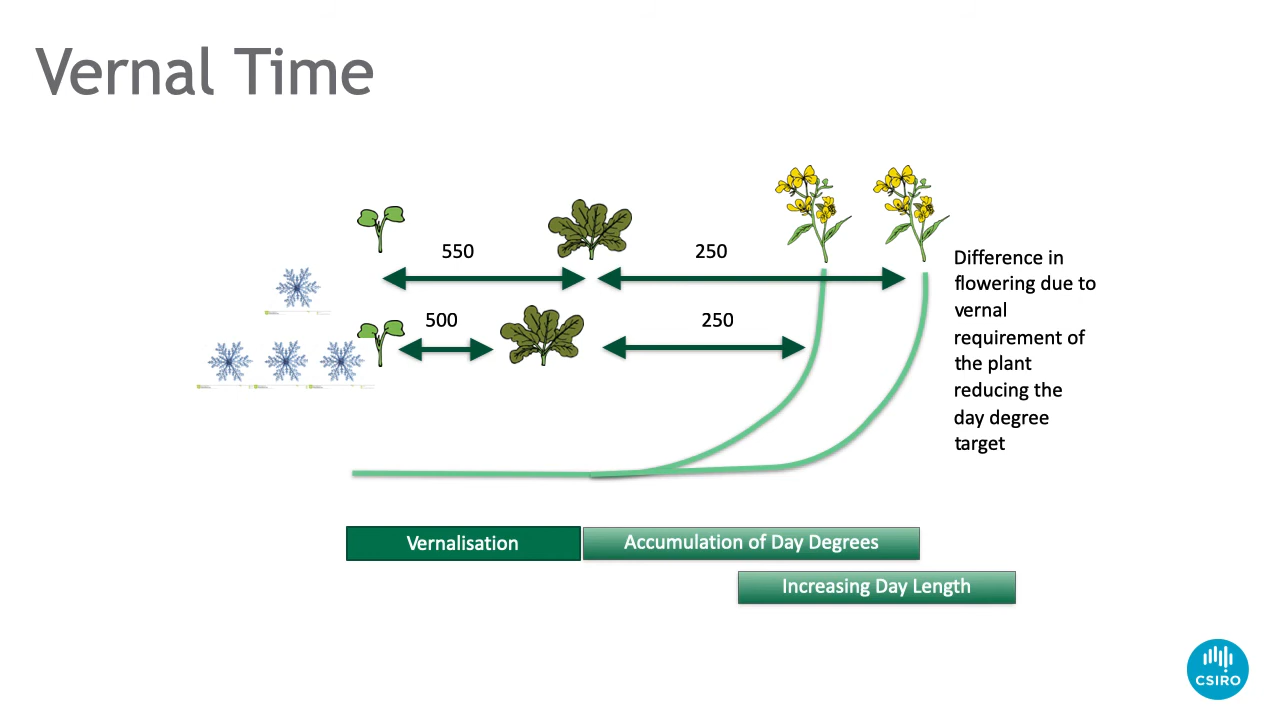 Vernal Time
550
250
500
250
Difference in
flowering due to
vernal
requirement of
the plant
reducing the
day degree
target
Vernalisation
Accumulation of Day Degrees
Increasing Day Length
CSIRO